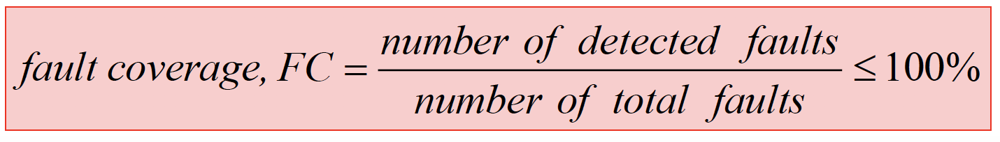 fault coverage, FC = number of detected faults / number of total faults ≤ 100%